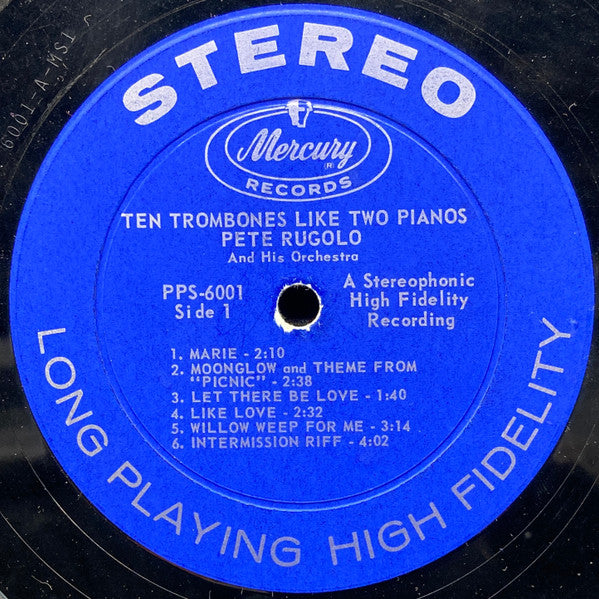 STEREO
Mercury
(R)
RECORDS
TEN TROMBONES LIKE TWO PIANOS
PETE RUGOLO
And His Orchestra
PPS-6001
Side 1
A Stereophonic
High Fidelity
Recording
1. MARIE - 2:10
2. MOONGLOW and THEME FROM
"PICNIC" - 2:38
3. LET THERE BE LOVE - 1:40
4. LIKE LOVE - 2:32
5. WILLOW WEEP FOR ME - 3:14
6. INTERMISSION RIFF - 4:02
LONG PLAYING HIGH FIDELITY
6001-A-MS1